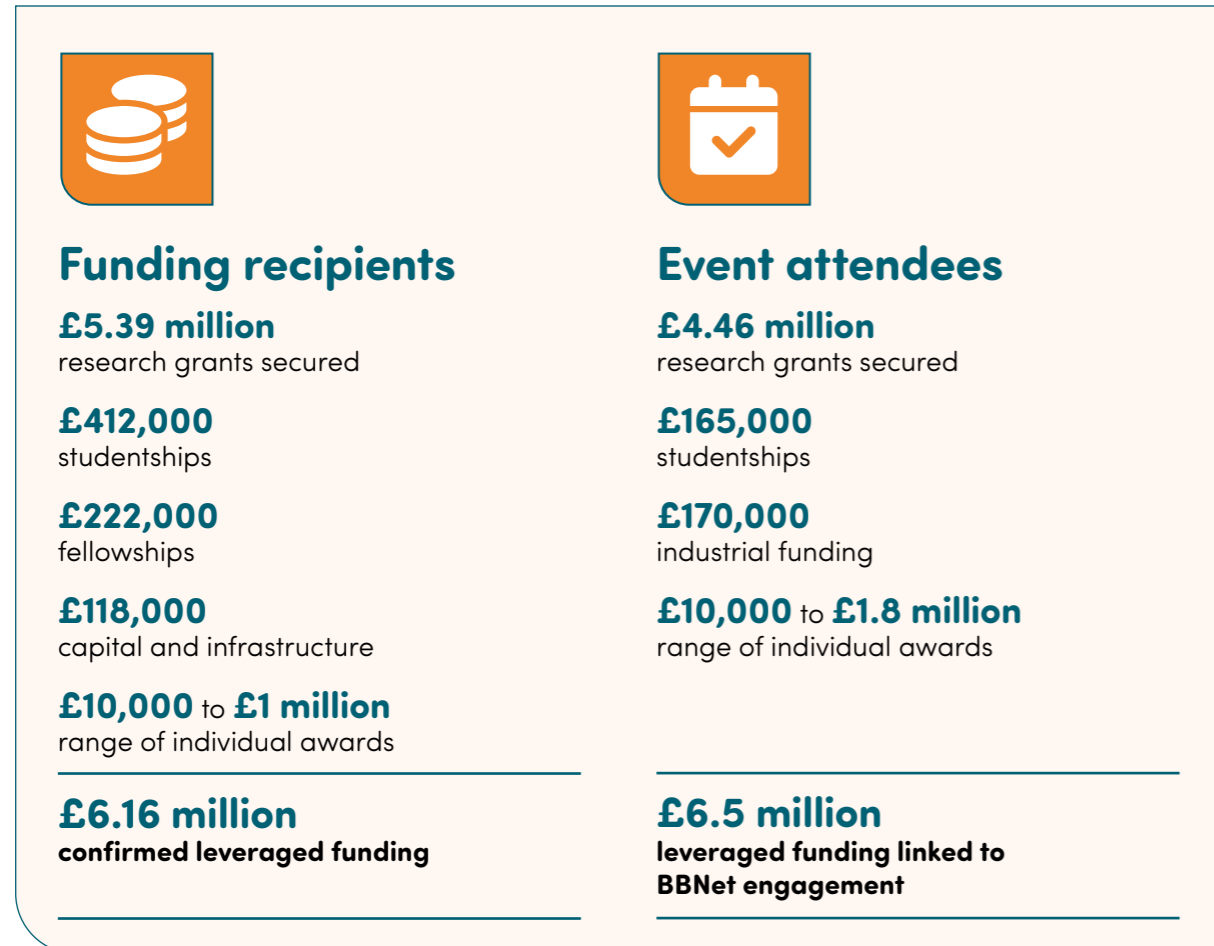 Funding recipients
£5.39 million
research grants secured
£412,000
studentships
£222,000
fellowships
£118,000
capital and infrastructure
£10,000 to £1 million
range of individual awards
£6.16 million
confirmed leveraged funding
Event attendees
£4.46 million
research grants secured
£165,000
studentships
£170,000
industrial funding
£10,000 to £1.8 million
range of individual awards
£6.5 million
leveraged funding linked to
BBNet engagement